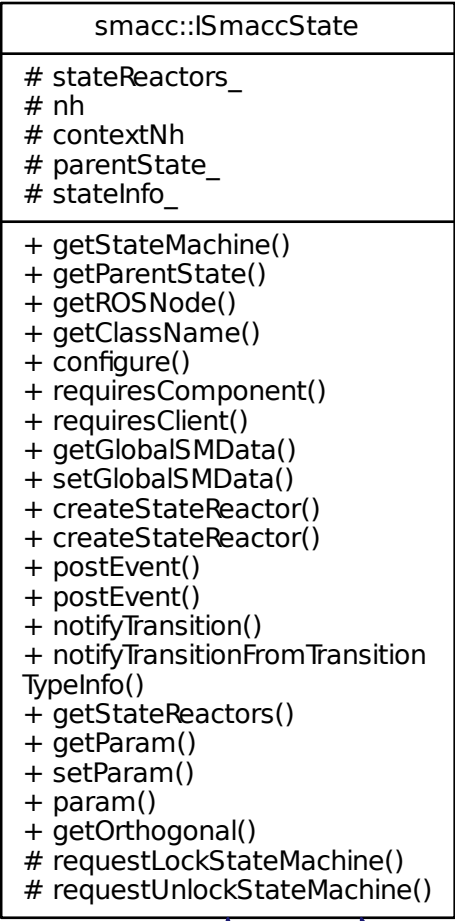 smacc::ISmaccState
# stateReactors_
# nh
# contextNh
# parentState_
# stateInfo_
+ getStateMachine()
+ getParentState()
+ getROSNode()
+ getClassName()
+ configure()
+ requiresComponent()
+ requiresClient()
+ getGlobalSMData()
+ setGlobalSMData()
+ createStateReactor()
+ createStateReactor()
+ postEvent()
+ postEvent()
+ notifyTransition()
+ notifyTransitionFromTransition
TypeInfo()
+ getStateReactors()
+ getParam()
+ setParam()
+ param()
+ getOrthogonal()
# requestLockStateMachine()
# requestUnlockStateMachine()